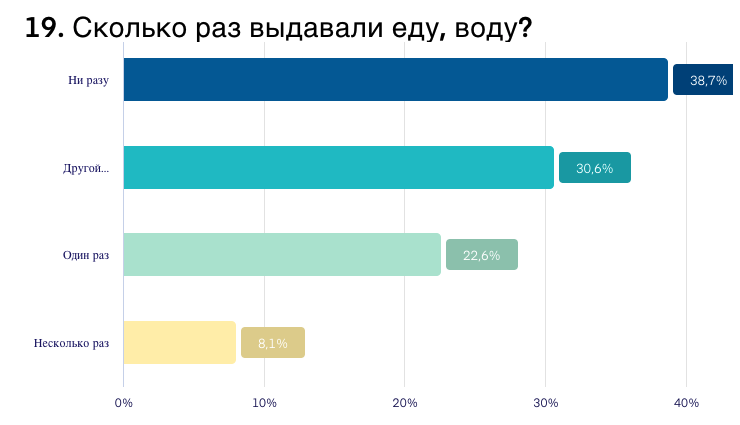 19. Сколько раз выдавали еду, воду?
Ни разу
38,7%
Другой...
30,6%
Один раз
22,6%
Несколько раз
8,1%
0% 10% 20% 30% 40%